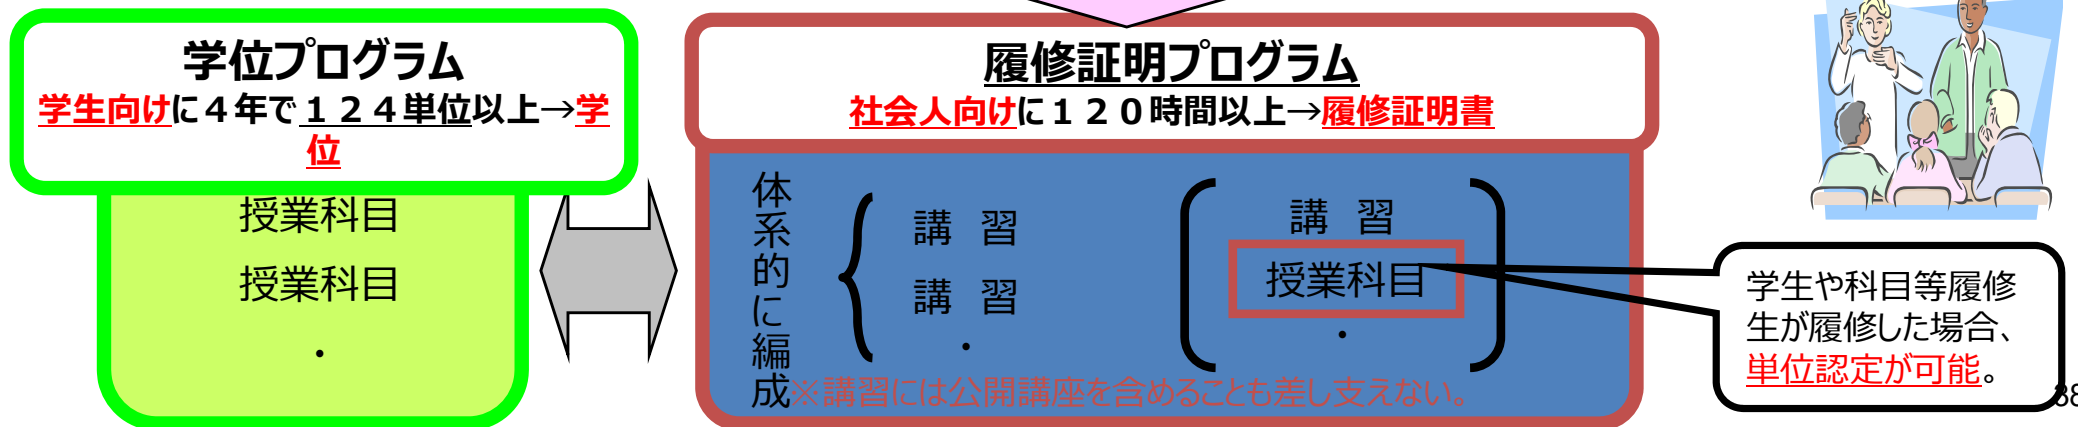 学位プログラム
学生向けに４年で１２４単位以上→学
位
授業科目
授業科目
・
履修証明プログラム
社会人向けに１２０時間以上→履修証明書
体系的に編成
講　習
講　習
・
講　習
授業科目
・
※講習には公開講座を含めることも差し支えない。
学生や科目等履修
生が履修した場合、
単位認定が可能。